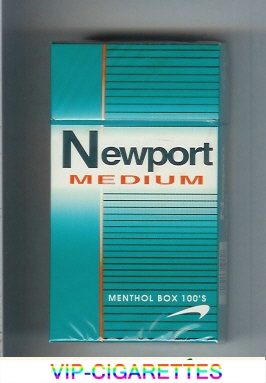 Newport
MEDIUM
MENTHOL BOX 100'S
VIP-CIGARETTES